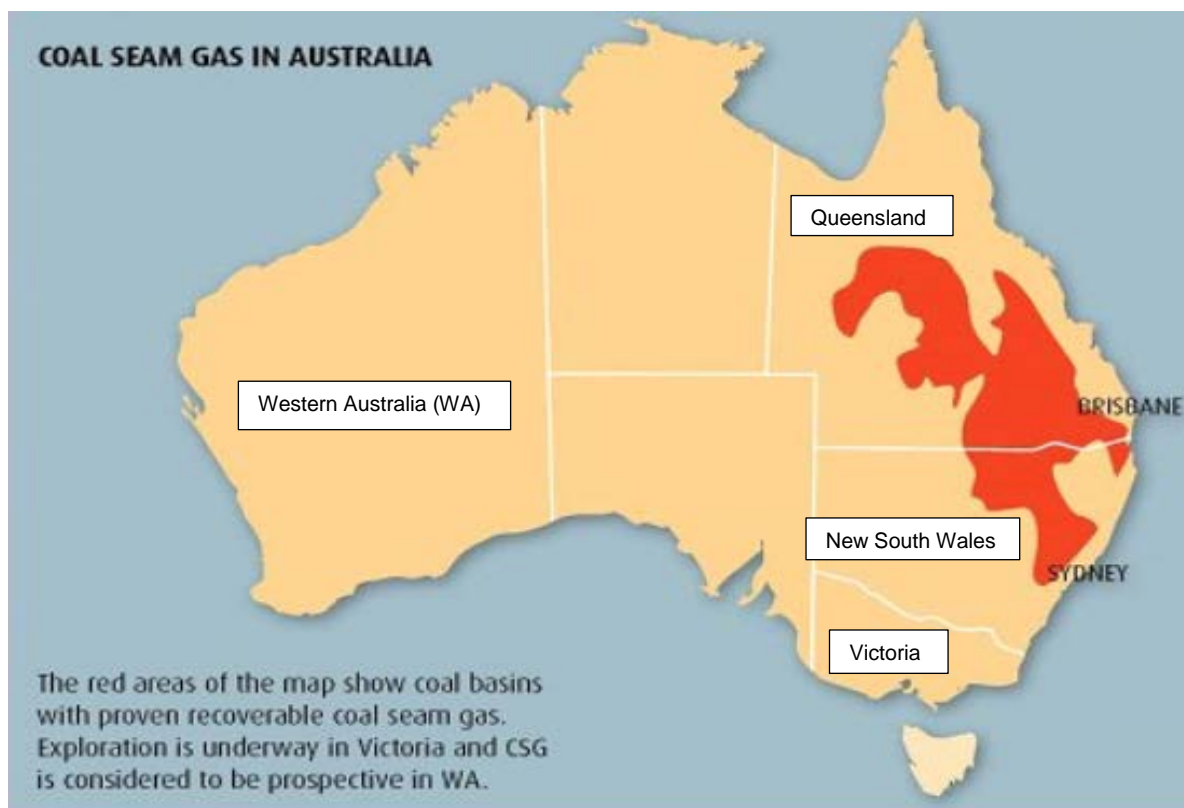 COAL SEAM GAS IN AUSTRALIA
Queensland
BRISBANE
Western Australia (WA)
New South Wales
SYDNEY
Victoria
The red areas of the map show coal basins
with proven recoverable coal seam gas.
Exploration is underway in Victoria and CSG
is considered to be prospective in WA.